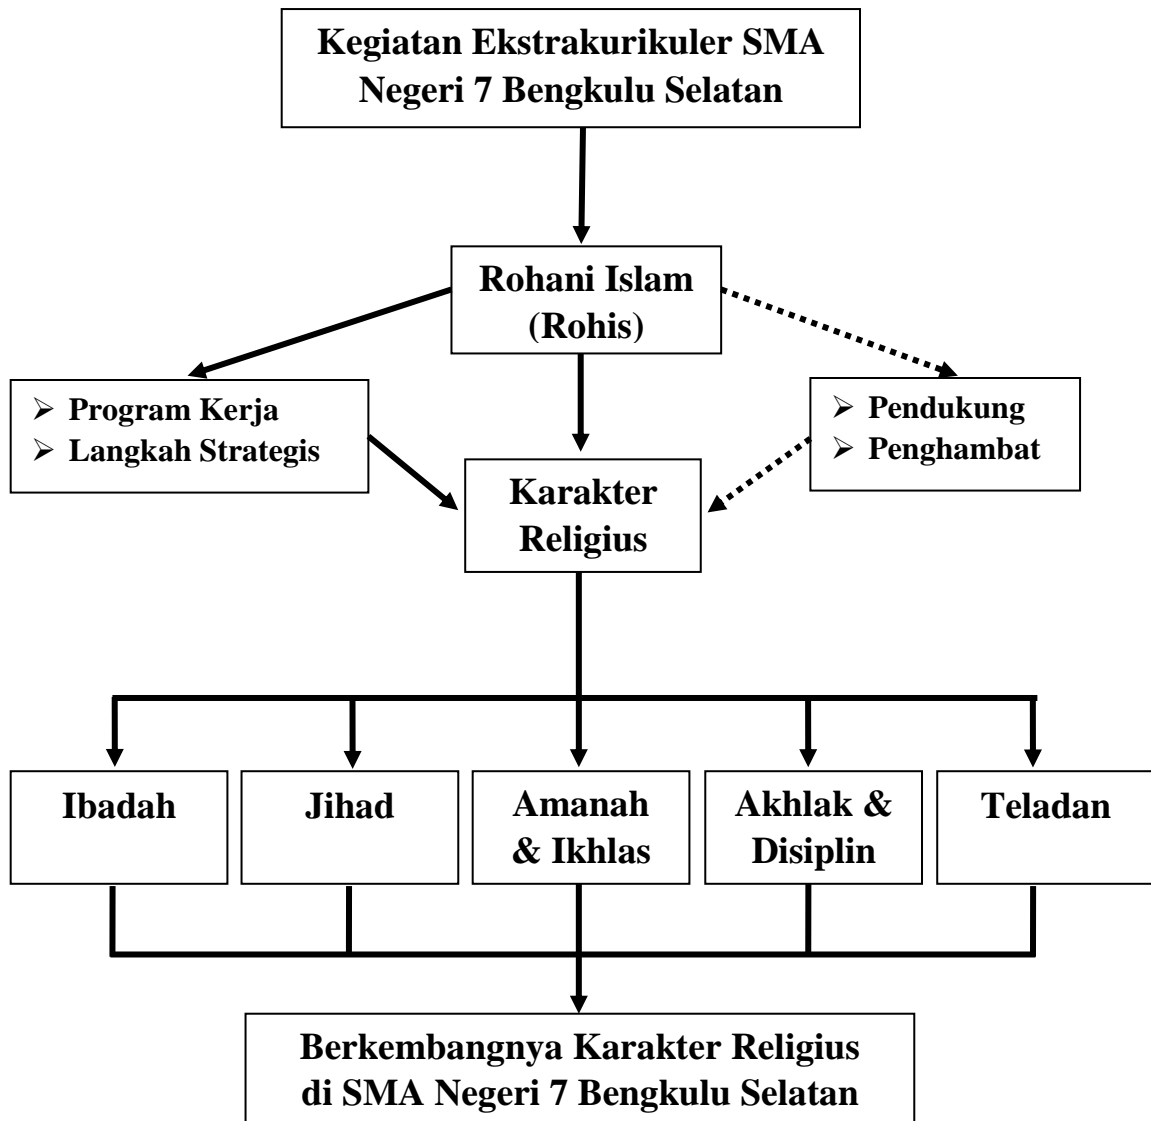 Kegiatan Ekstrakurikuler SMA
Negeri 7 Bengkulu Selatan
Rohani Islam
(Rohis)
➢ Program Kerja
➢ Langkah Strategis
➢ Pendukung
➢ Penghambat
Karakter
Religius
Ibadah
Jihad
Amanah
& Ikhlas
Akhlak &
Disiplin
Teladan
Berkembangnya Karakter Religius
di SMA Negeri 7 Bengkulu Selatan